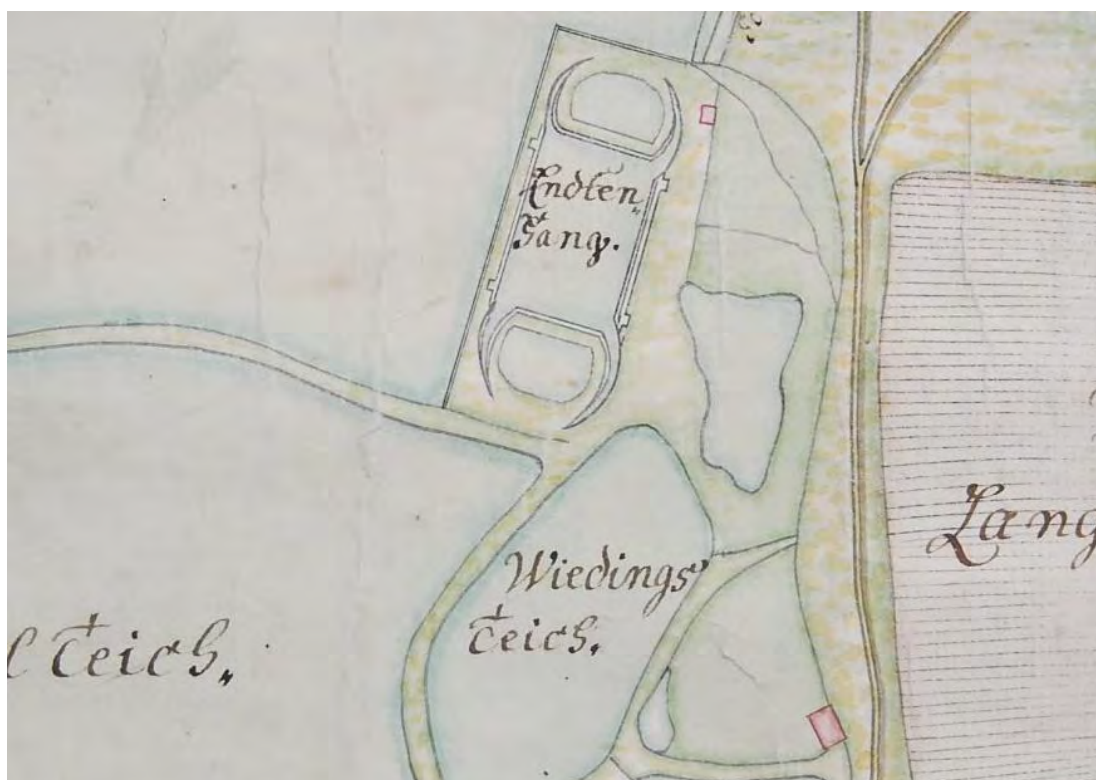 Endten„
Fang.
Wiedings
Teich.
l Teich„
Lang